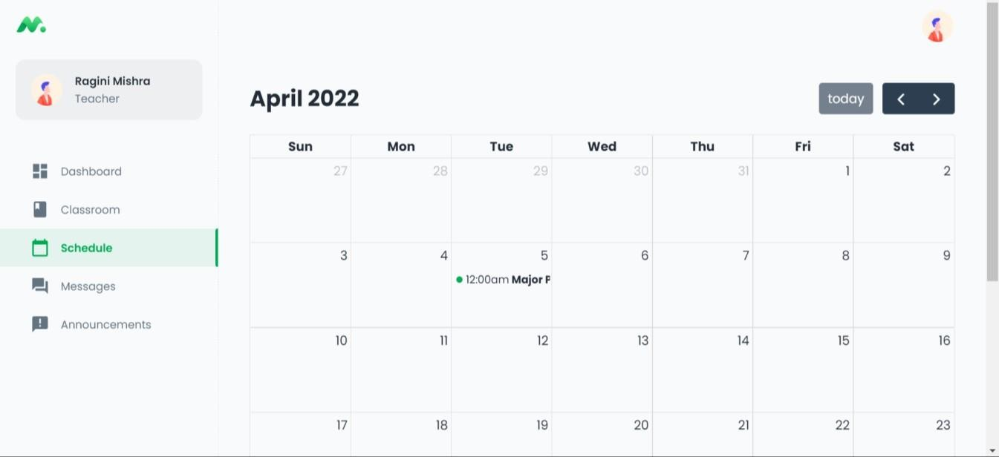 Ragini Mishra
Teacher
Dashboard
Classroom
Schedule
Messages
Announcements
April 2022
today
Sun Mon Tue Wed Thu Fri Sat
27 28 29 30 31 1 2
3 4 5 6 7 8 9
12:00am Major P
10 11 12 13 14 15 16
17 18 19 20 21 22 23